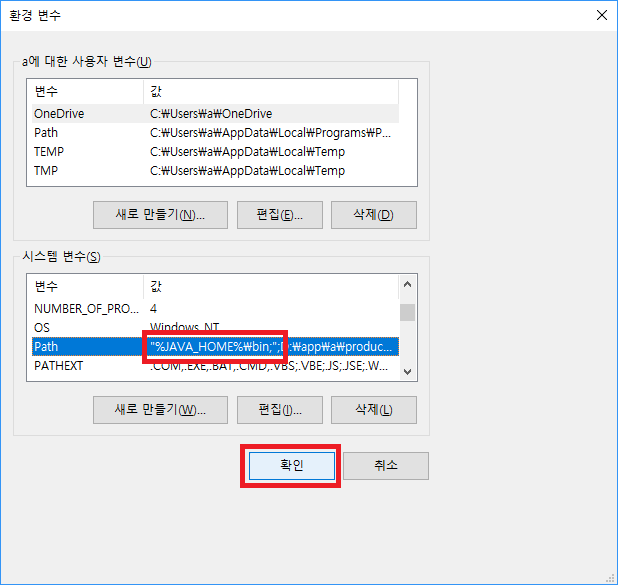 환경 변수
a에 대한 사용자 변수(U)
변수 값
OneDrive C:₩Users₩a₩OneDrive
Path C:₩Users₩a₩AppData₩Local₩Programs₩P...
TEMP C:₩Users₩a₩AppData₩Local₩Temp
TMP C:₩Users₩a₩AppData₩Local₩Temp
새로 만들기(N)... 편집(E)... 삭제(D)
시스템 변수(S)
변수 값
NUMBER_OF_PRO... 4
OS Windows_NT
Path "%JAVA_HOME%₩bin;";D:₩app₩a₩produc...
PATHEXT .COM;.EXE;.BAT;.CMD;.VBS;.VBE;.JS;.JSE;.W...
새로 만들기(W)... 편집(I)... 삭제(L)
확인 취소